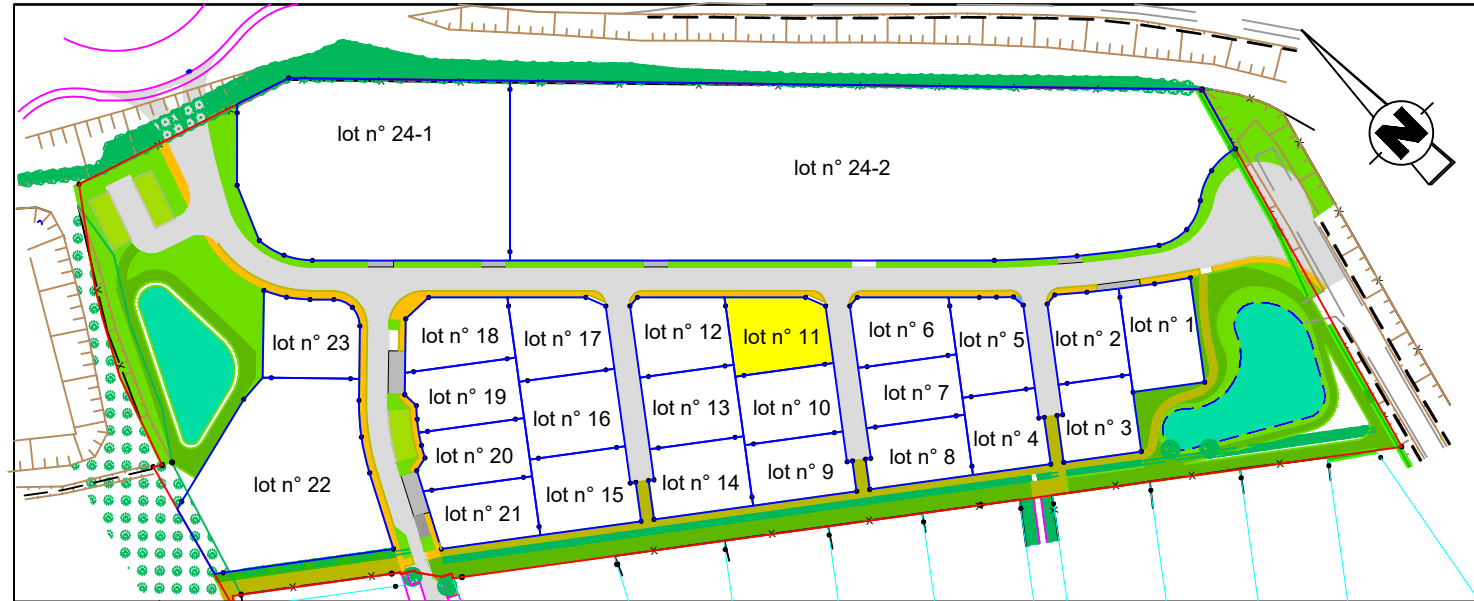 lot n° 24-1
lot n° 24-2
N
lot n° 23
lot n° 18
lot n° 17
lot n° 12
lot n° 11
lot n° 6
lot n° 5
lot n° 2
lot n° 1
lot n° 19
lot n° 16
lot n° 13
lot n° 10
lot n° 7
lot n° 4
lot n° 3
lot n° 22
lot n° 20
lot n° 21
lot n° 15
lot n° 14
lot n° 9
lot n° 8